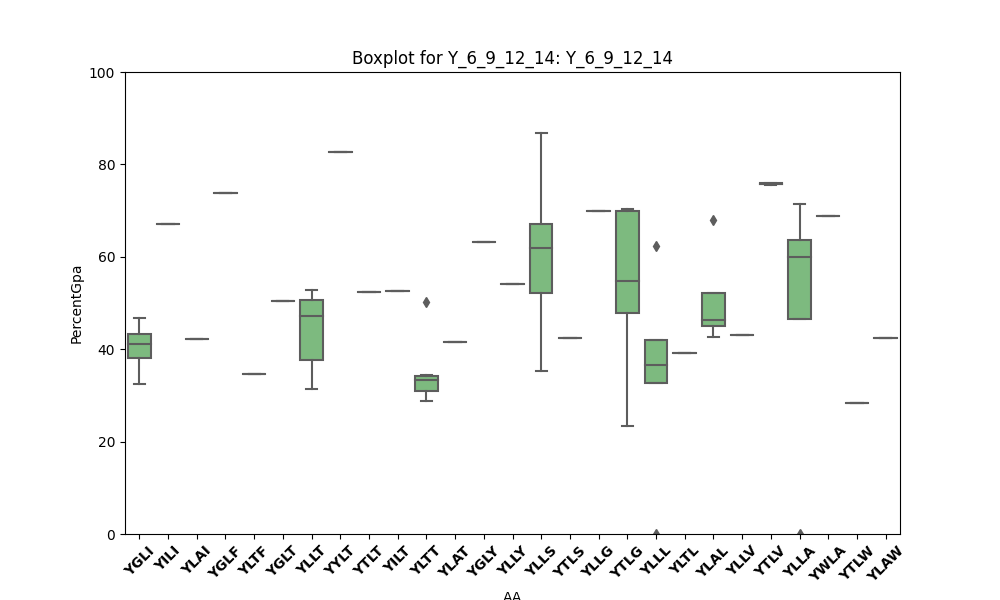 Boxplot for Y_6_9_12_14: Y_6_9_12_14
100
80
60
40
20
0
PercentGpa
YGLI YILI YLAI YGLF YLTF YGLT YLLT YYLT YTLT YILT YLTT YLAT YGLY YLLY YLLS YTLS YLLG YTLG YLLL YLTL YLAL YLLV YTLV YLLA YWLA YTLW YLAW
AA